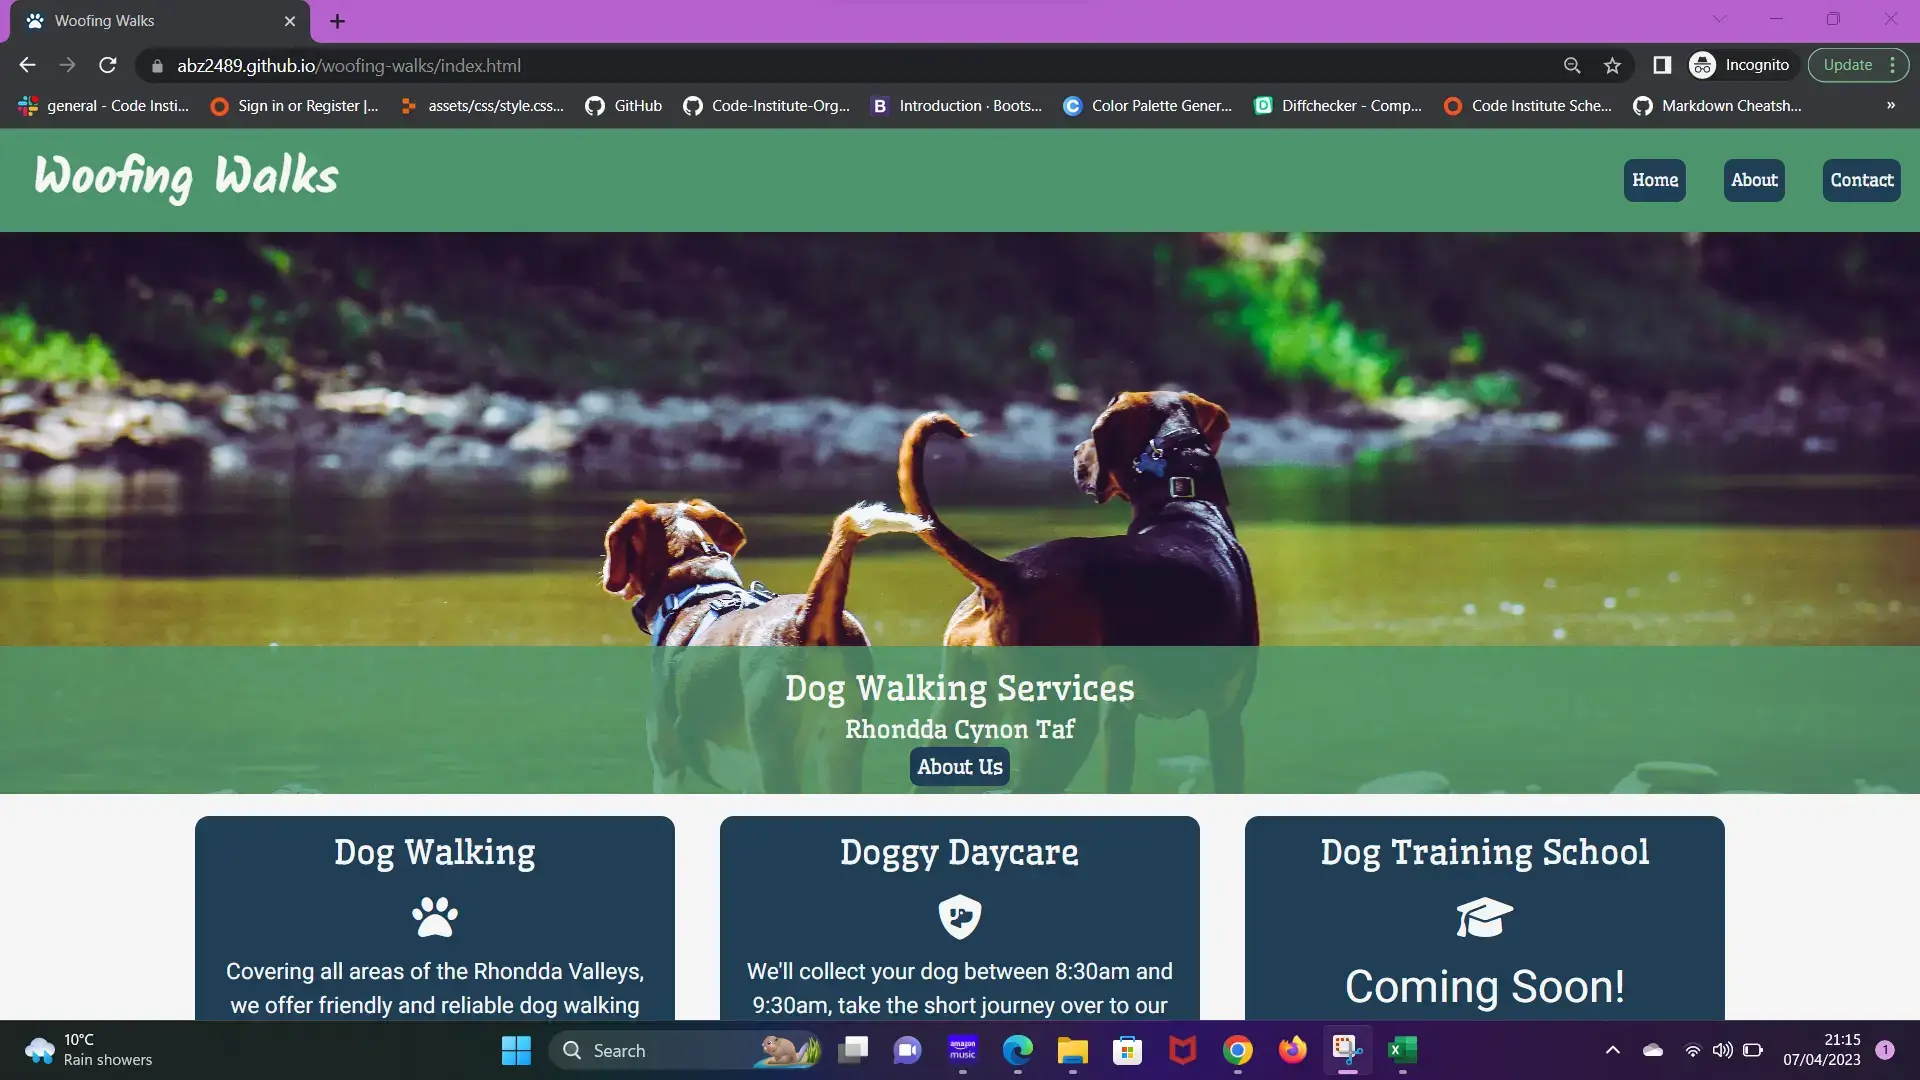 Woofing Walks
abz2489.github.io/woofing-walks/index.html
Incognito
Update
general - Code Insti...
Sign in or Register |...
assets/css/style.css...
GitHub
Code-Institute-Org...
B
Introduction · Boots...
Color Palette Gener...
Diffchecker - Comp...
Code Institute Sche...
Markdown Cheatsh...
»
Woofing Walks
Home
About
Contact
Dog Walking Services
Rhondda Cynon Taf
About Us
Dog Walking
Covering all areas of the Rhondda Valleys,
we offer friendly and reliable dog walking
Doggy Daycare
We'll collect your dog between 8:30am and
9:30am, take the short journey over to our
Dog Training School
Coming Soon!
10°C
Rain showers
Search
amazon
music
21:15
07/04/2023
1